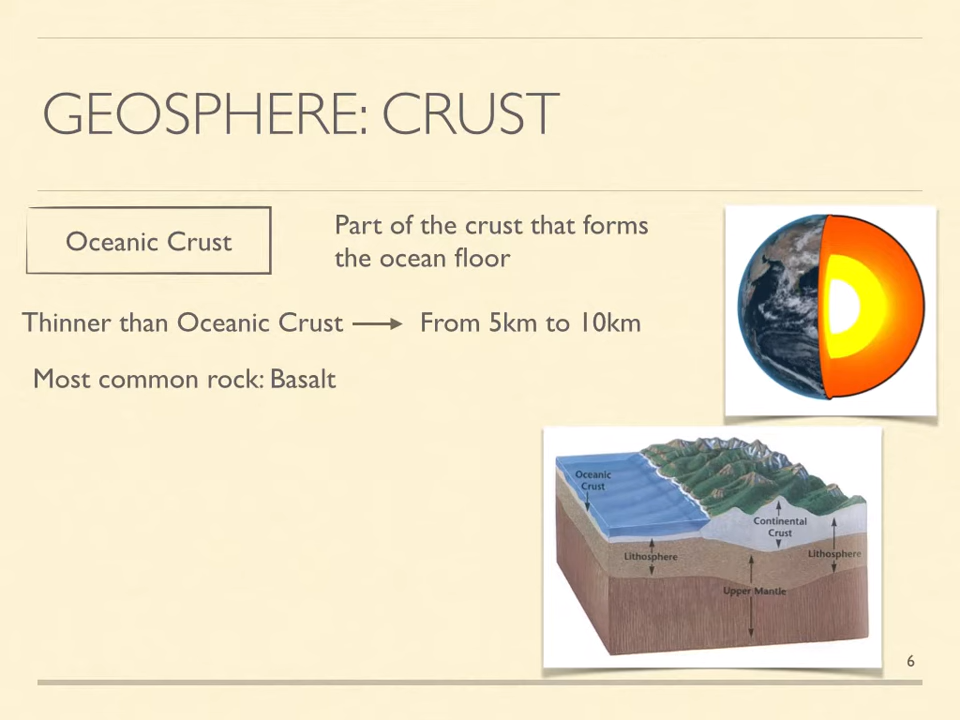 GEOSPHERE: CRUST
Oceanic Crust
Part of the crust that forms
the ocean floor
Thinner than Oceanic Crust
From 5km to 10km
Most common rock: Basalt
Oceanic
Crust
Continental
Crust
Lithosphere
Lithosphere
Upper Mantle
6